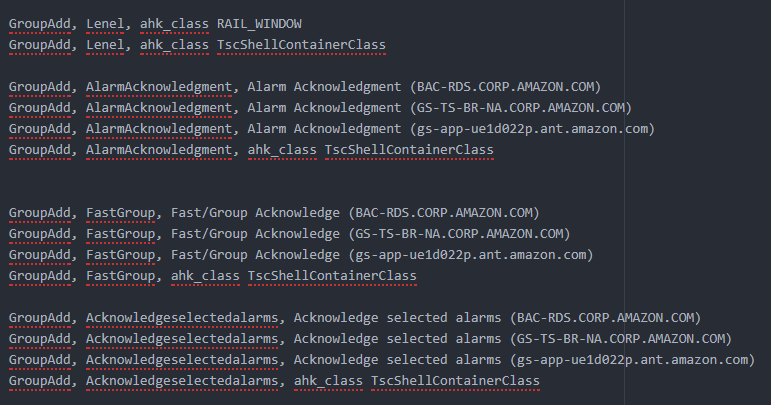 GroupAdd, Lenel, ahk_class RAIL_WINDOW
GroupAdd, Lenel, ahk_class TscShellContainerClass
GroupAdd, AlarmAcknowledgment, Alarm Acknowledgment (BAC-RDS.CORP.AMAZON.COM)
GroupAdd, AlarmAcknowledgment, Alarm Acknowledgment (GS-TS-BR-NA.CORP.AMAZON.COM)
GroupAdd, AlarmAcknowledgment, Alarm Acknowledgment (gs-app-ue1d022p.ant.amazon.com)
GroupAdd, AlarmAcknowledgment, ahk_class TscShellContainerClass
GroupAdd, FastGroup, Fast/Group Acknowledge (BAC-RDS.CORP.AMAZON.COM)
GroupAdd, FastGroup, Fast/Group Acknowledge (GS-TS-BR-NA.CORP.AMAZON.COM)
GroupAdd, FastGroup, Fast/Group Acknowledge (gs-app-ue1d022p.ant.amazon.com)
GroupAdd, FastGroup, ahk_class TscShellContainerClass
GroupAdd, Acknowledgeselectedalarms, Acknowledge selected alarms (BAC-RDS.CORP.AMAZON.COM)
GroupAdd, Acknowledgeselectedalarms, Acknowledge selected alarms (GS-TS-BR-NA.CORP.AMAZON.COM)
GroupAdd, Acknowledgeselectedalarms, Acknowledge selected alarms (gs-app-ue1d022p.ant.amazon.com)
GroupAdd, Acknowledgeselectedalarms, ahk_class TscShellContainerClass